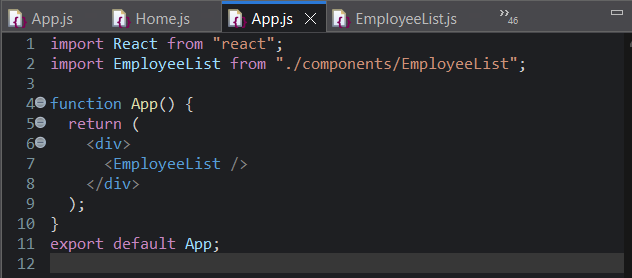 App.js Home.js App.js EmployeeList.js 46
1 import React from "react";
2 import EmployeeList from "./components/EmployeeList";
3
4 function App() {
5   return (
6     <div>
7       <EmployeeList />
8     </div>
9   );
10 }
11 export default App;
12